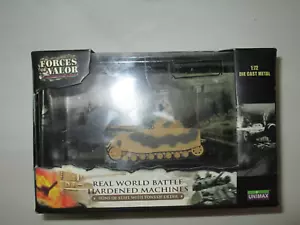 FORCES
OF
VALOR
1:72
DIE CAST METAL
REAL WORLD BATTLE
HARDENED MACHINES
UNIMAX